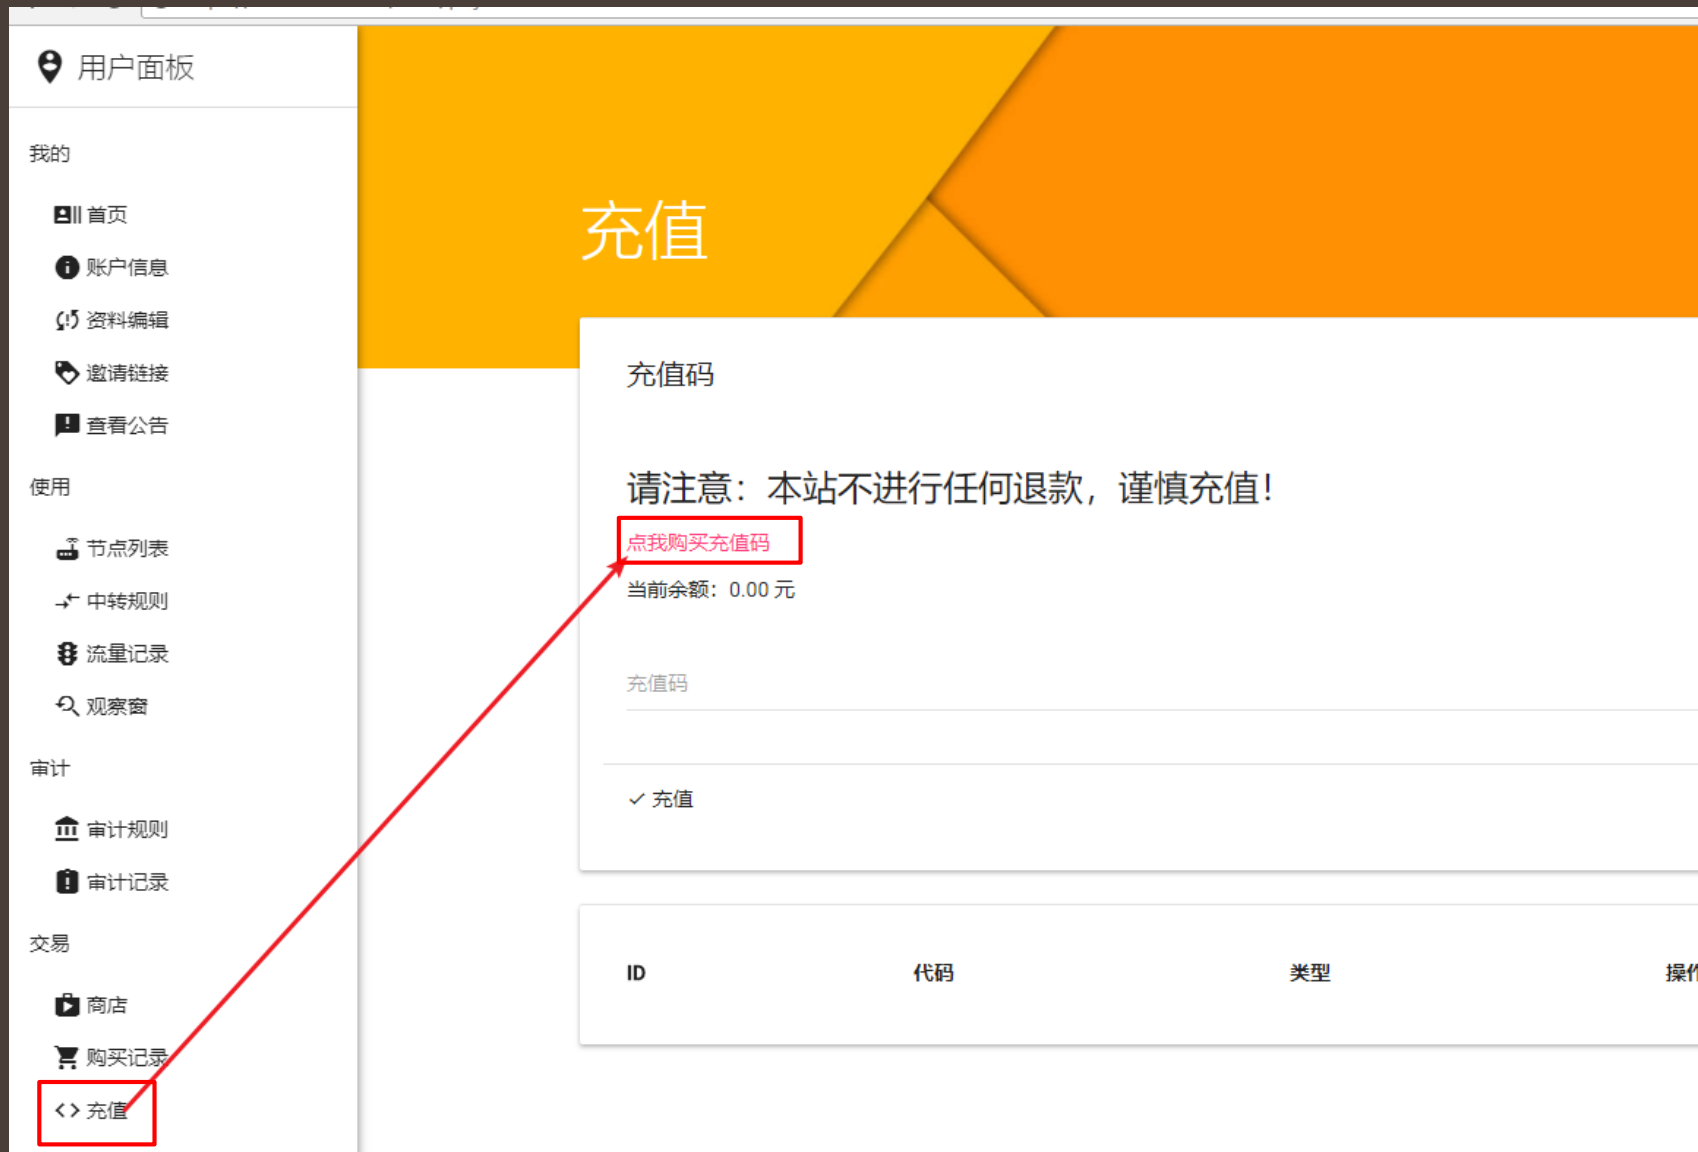 用户面板
我的
首页
账户信息
资料编辑
邀请链接
查看公告
使用
节点列表
中转规则
流量记录
观察窗
审计
审计规则
审计记录
交易
商店
购买记录
充值
充值
充值码
请注意：本站不进行任何退款，谨慎充值！
点我购买充值码
当前余额：0.00 元
充值码
充值
ID 代码 类型 操作